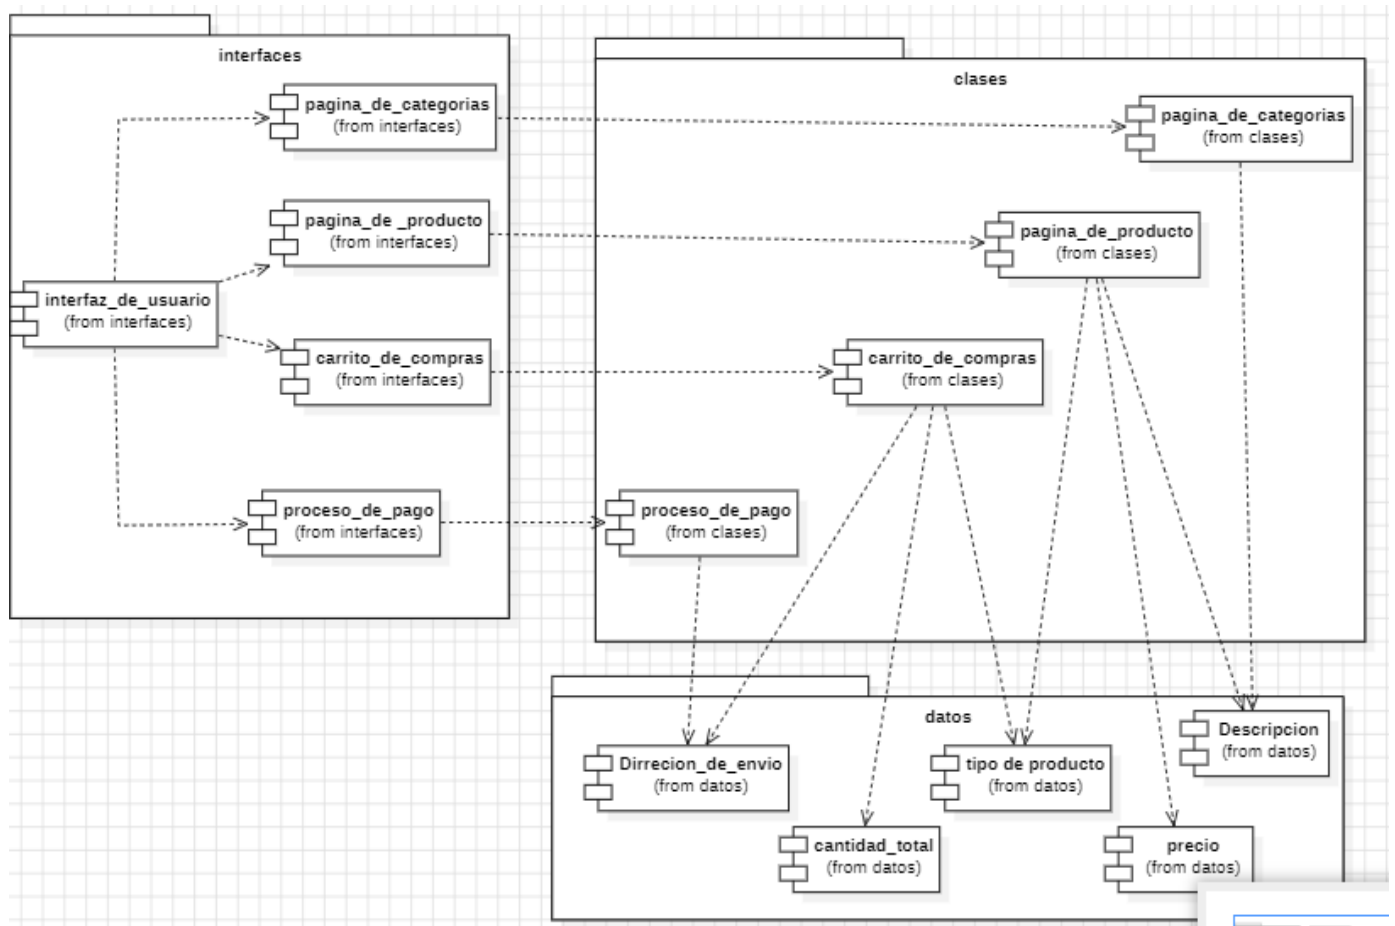 interfaces
pagina_de_categorias
(from interfaces)
pagina_de _producto
(from interfaces)
interfaz_de_usuario
(from interfaces)
carrito_de_compras
(from interfaces)
proceso_de_pago
(from interfaces)
clases
pagina_de_categorias
(from clases)
pagina_de_producto
(from clases)
carrito_de_compras
(from clases)
proceso_de_pago
(from clases)
datos
Descripcion
(from datos)
Dirrecion_de_envio
(from datos)
tipo de producto
(from datos)
cantidad_total
(from datos)
precio
(from datos)